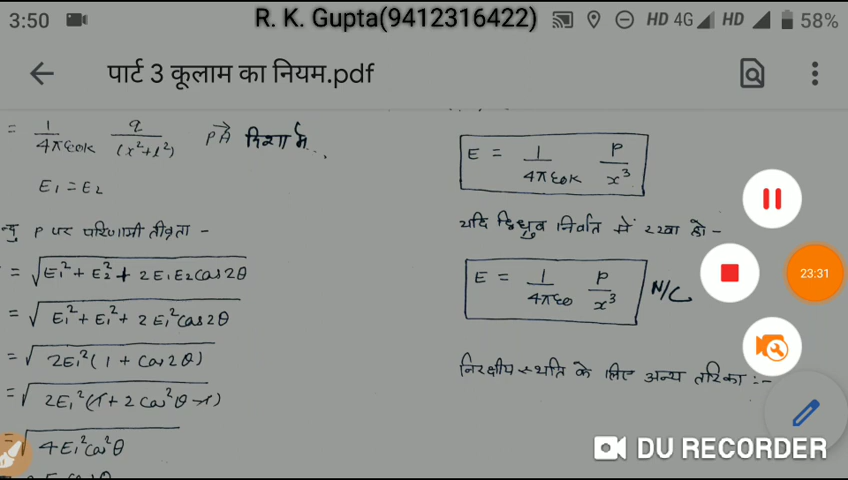 3:50 R. K. Gupta(9412316422) HD 4G HD 58%
पार्ट 3 कूलाम का नियम.pdf
= 1/4πε0K q/(x²+l²) PA→ दिशा में..
E₁ = E₂
न्दु P पर परिणामी तीव्रता -
= √E₁² + E₂² + 2E₁E₂cos2θ
= √E₁² + E₁² + 2E₁²cos2θ
= √2E₁²(1 + cos2θ)
= √2E₁²(1 + 2cos²θ - 1)
= √4E₁²cos²θ
E = 1/4πε0K P/x³
यदि द्विध्रुव निर्वात में रखा हो -
E = 1/4πε0 P/x³ N/C
निरक्षीय स्थति के लिए अन्य तरिका :-
23:31
DU RECORDER